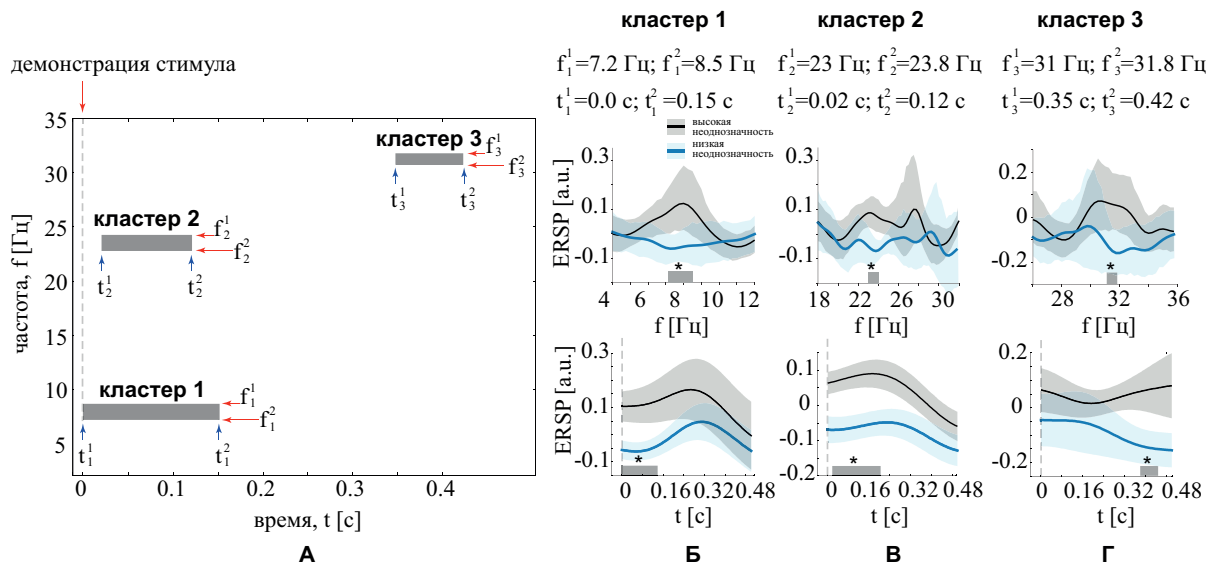 кластер 1
кластер 2
кластер 3
f₁¹=7.2 Гц; f₁²=8.5 Гц
f₂¹=23 Гц; f₂²=23.8 Гц
f₃¹=31 Гц; f₃²=31.8 Гц
t₁¹=0.0 с; t₁²=0.15 с
t₂¹=0.02 с; t₂²=0.12 с
t₃¹=0.35 с; t₃²=0.42 с
демонстрация стимула
частота, f [Гц]
35
30
25
20
15
10
5
кластер 3
f₃¹
f₃²
t₃¹
t₃²
кластер 2
f₂¹
f₂²
t₂¹
t₂²
кластер 1
f₁¹
f₁²
t₁¹
t₁²
0
0.1
0.2
0.3
0.4
время, t [с]
А
высокая
неоднозначность
низкая
неоднозначность
ERSP [a.u.]
0.3
0.1
-0.1
*
4 6 8 10 12
f [Гц]
0.3
0.1
-0.1
*
18 22 26 30
f [Гц]
0.2
0
-0.2
*
28 32 36
f [Гц]
ERSP [a.u.]
0.3
0.1
-0.1
*
0 0.16 0.32 0.48
t [с]
Б
0.1
0
-0.1
-0.2
*
0 0.16 0.32 0.48
t [с]
В
0.2
0
-0.2
*
0 0.16 0.32 0.48
t [с]
Г